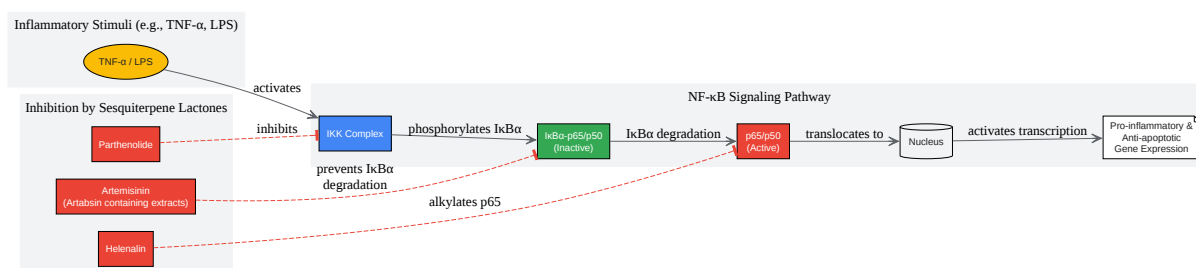 Inflammatory Stimuli (e.g., TNF-α, LPS)
TNF-α / LPS
activates
Inhibition by Sesquiterpene Lactones
Parthenolide
inhibits
Artemisinin
(Artabsin containing extracts)
prevents IκBα
degradation
Helenalin
alkylates p65
NF-κB Signaling Pathway
IKK Complex
phosphorylates IκBα
IκBα-p65/p50
(Inactive)
IκBα degradation
p65/p50
(Active)
translocates to
Nucleus
activates transcription
Pro-inflammatory &
Anti-apoptotic
Gene Expression